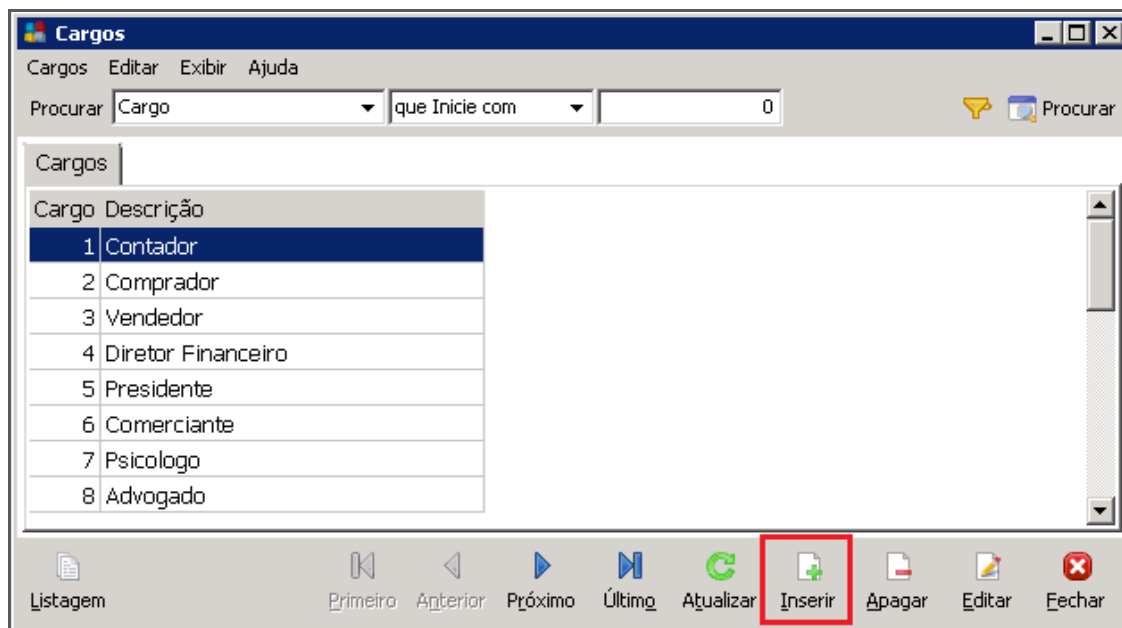 Cargos
Cargos Editar Exibir Ajuda
Procurar Cargo que Inicie com 0 Procurar
Cargos
Cargo Descrição
1 Contador
2 Comprador
3 Vendedor
4 Diretor Financeiro
5 Presidente
6 Comerciante
7 Psicologo
8 Advogado
Listagem Primeiro Anterior Próximo Último Atualizar Inserir Apagar Editar Fechar